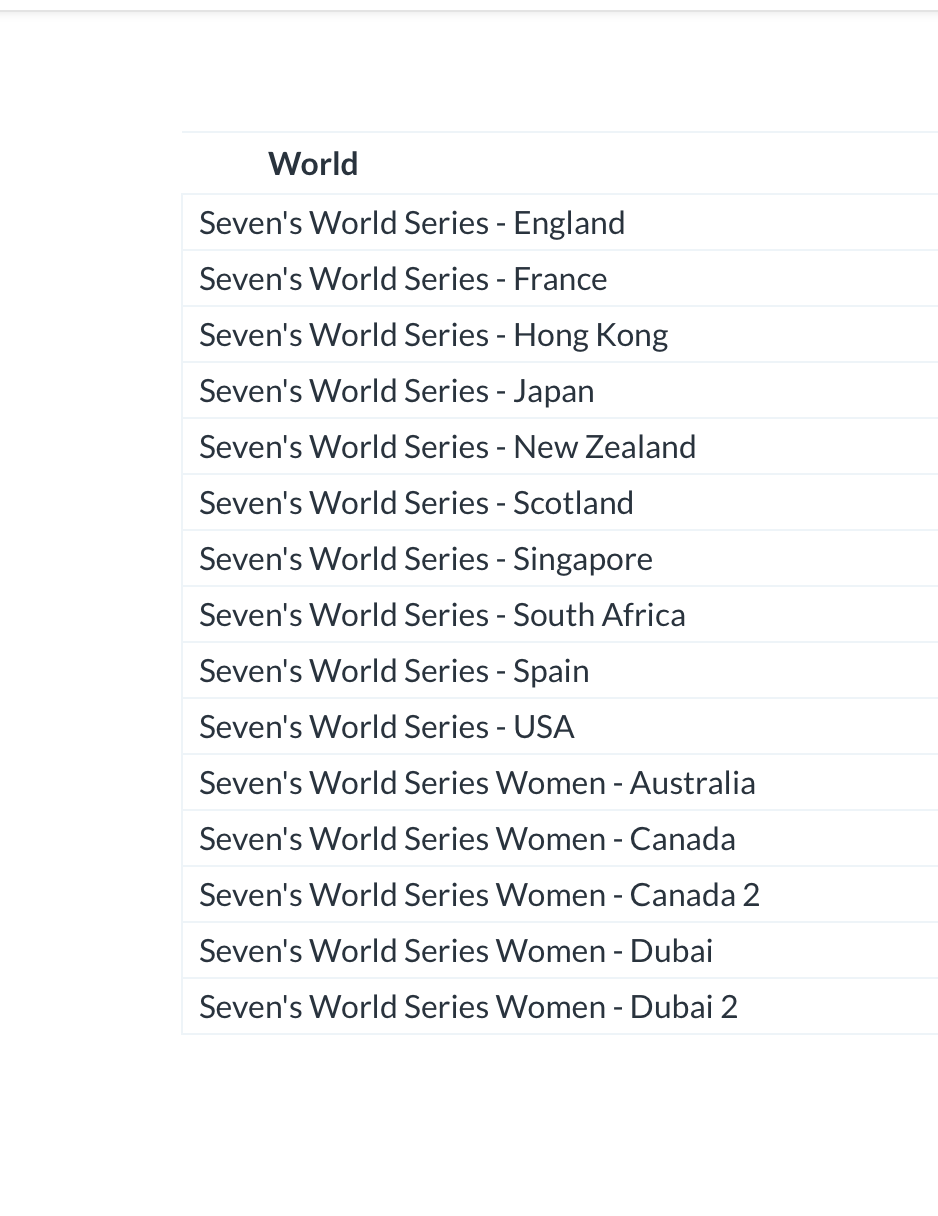 World
Seven's World Series - England
Seven's World Series - France
Seven's World Series - Hong Kong
Seven's World Series - Japan
Seven's World Series - New Zealand
Seven's World Series - Scotland
Seven's World Series - Singapore
Seven's World Series - South Africa
Seven's World Series - Spain
Seven's World Series - USA
Seven's World Series Women - Australia
Seven's World Series Women - Canada
Seven's World Series Women - Canada 2
Seven's World Series Women - Dubai
Seven's World Series Women - Dubai 2